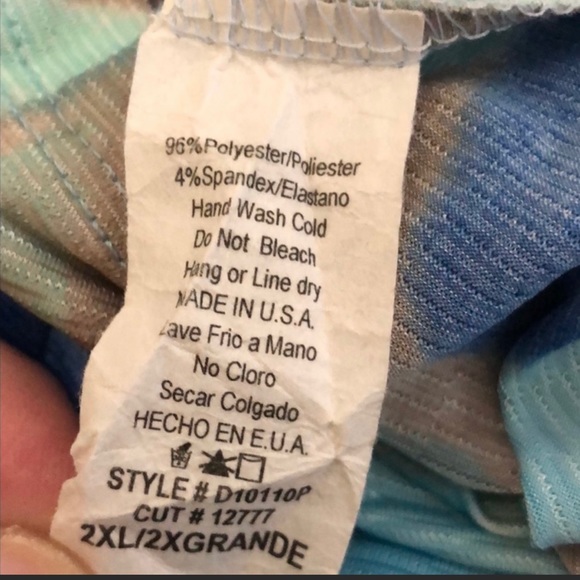 96%Polyester/Poliester
4%Spandex/Elastano
Hand Wash Cold
Do Not Bleach
Hang or Line dry
MADE IN U.S.A.
Lave Frio a Mano
No Cloro
Secar Colgado
HECHO EN E.U.A.
STYLE # D10110P
CUT # 12777
2XL/2XGRANDE